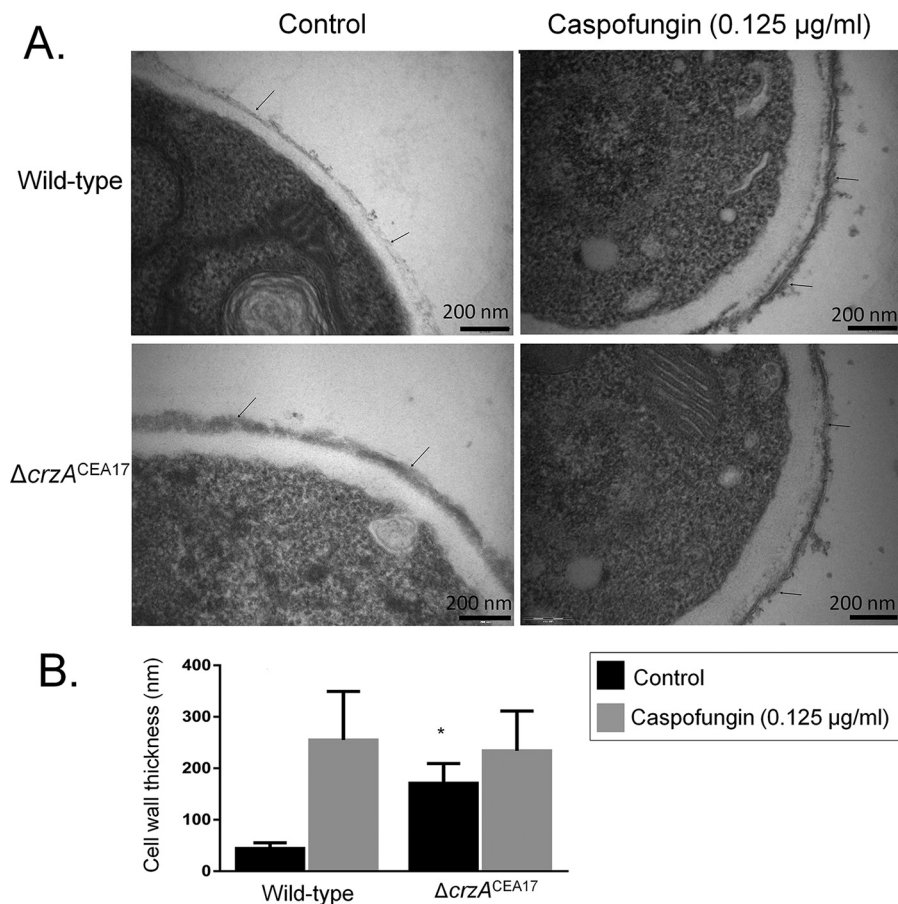 A.
Control
Caspofungin (0.125 µg/ml)
Wild-type
200 nm
200 nm
ΔcrzA^CEA17
200 nm
200 nm
B.
Cell wall thickness (nm)
400
300
200
100
0
*
Wild-type
ΔcrzA^CEA17
Control
Caspofungin (0.125 µg/ml)